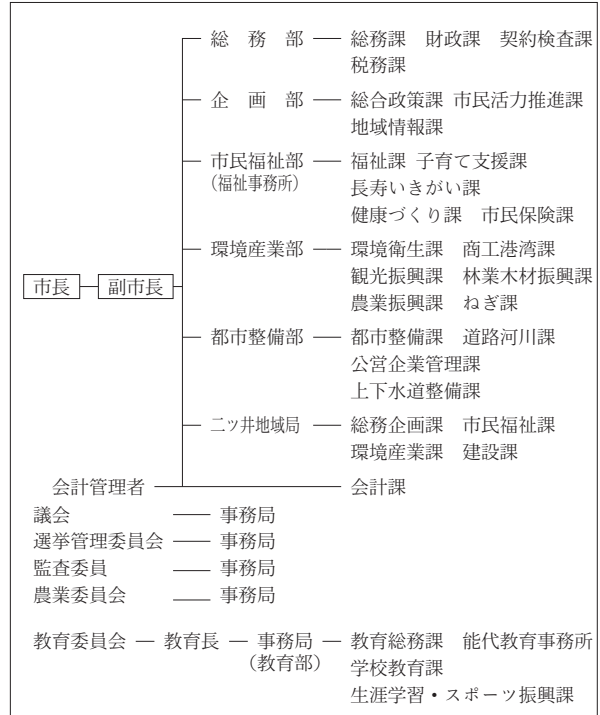 総務部 総務課 財政課 契約検査課
税務課
企画部 総合政策課 市民活力推進課
地域情報課
市民福祉部 福祉課 子育て支援課
(福祉事務所) 長寿いきがい課
健康づくり課 市民保険課
環境産業部 環境衛生課 商工港湾課
観光振興課 林業木材振興課
農業振興課 ねぎ課
市長 副市長
都市整備部 都市整備課 道路河川課
公営企業管理課
上下水道整備課
二ツ井地域局 総務企画課 市民福祉課
環境産業課 建設課
会計管理者 会計課
議会 事務局
選挙管理委員会 事務局
監査委員 事務局
農業委員会 事務局
教育委員会 教育長 事務局 教育総務課 能代教育事務所
(教育部) 学校教育課
生涯学習・スポーツ振興課